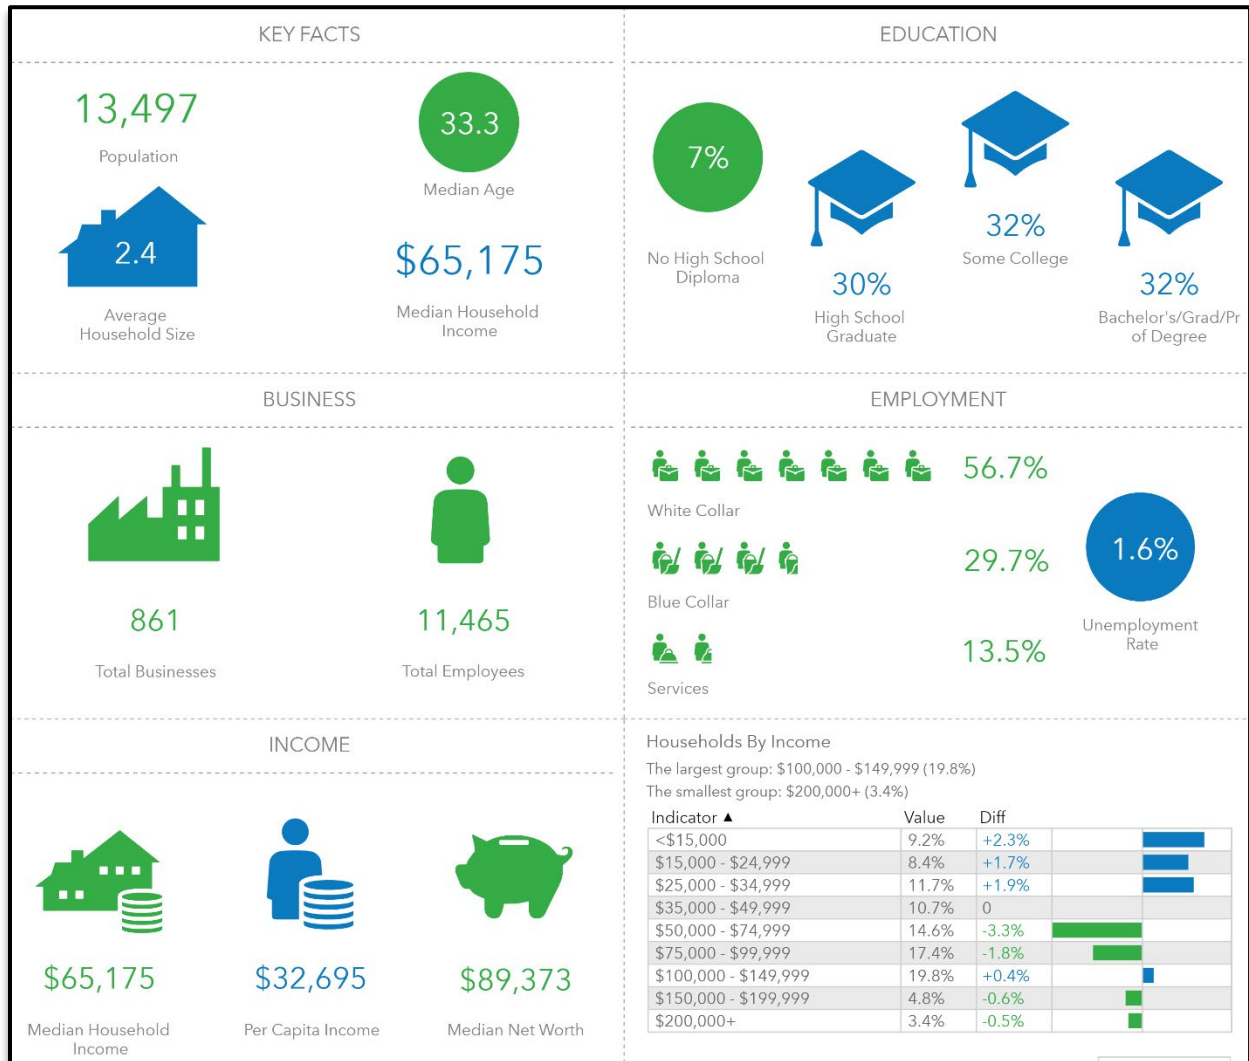 KEY FACTS
13,497
Population
33.3
Median Age
2.4
Average
Household Size
$65,175
Median Household
Income
EDUCATION
7%
No High School
Diploma
30%
High School
Graduate
32%
Some College
32%
Bachelor's/Grad/Pr
of Degree
BUSINESS
861
Total Businesses
11,465
Total Employees
EMPLOYMENT
56.7%
White Collar
29.7%
Blue Collar
13.5%
Services
1.6%
Unemployment
Rate
INCOME
$65,175
Median Household
Income
$32,695
Per Capita Income
$89,373
Median Net Worth
Households By Income
The largest group: $100,000 - $149,999 (19.8%)
The smallest group: $200,000+ (3.4%)
Indicator ▲ Value Diff
<$15,000 9.2% +2.3%
$15,000 - $24,999 8.4% +1.7%
$25,000 - $34,999 11.7% +1.9%
$35,000 - $49,999 10.7% 0
$50,000 - $74,999 14.6% -3.3%
$75,000 - $99,999 17.4% -1.8%
$100,000 - $149,999 19.8% +0.4%
$150,000 - $199,999 4.8% -0.6%
$200,000+ 3.4% -0.5%